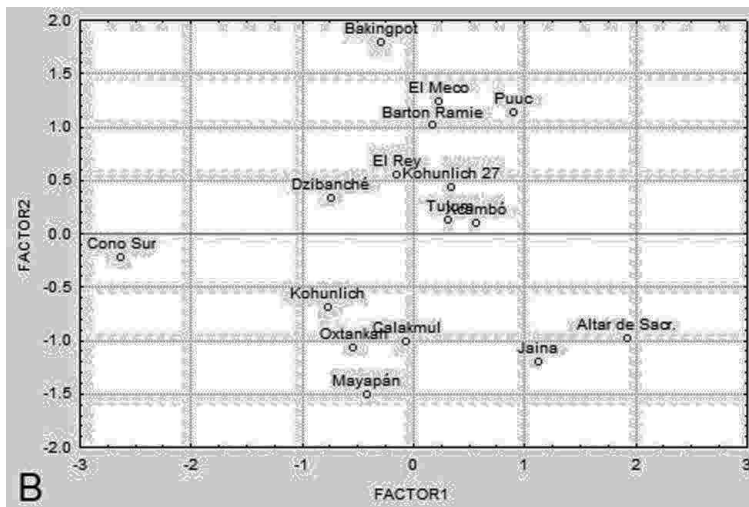 2.0
1.5
1.0
0.5
0.0
-0.5
-1.0
-1.5
-2.0
FACTOR2
Bakingpot
El Meco
Puuc
Barton Ramie
El Rey
Kohunlich 27
Dzibanché
Cono Sur
Kohunlich
Calakmul
Oxtankah
Altar de Sacr.
Jaina
Mayapán
-3
-2
-1
0
1
2
3
FACTOR1
B